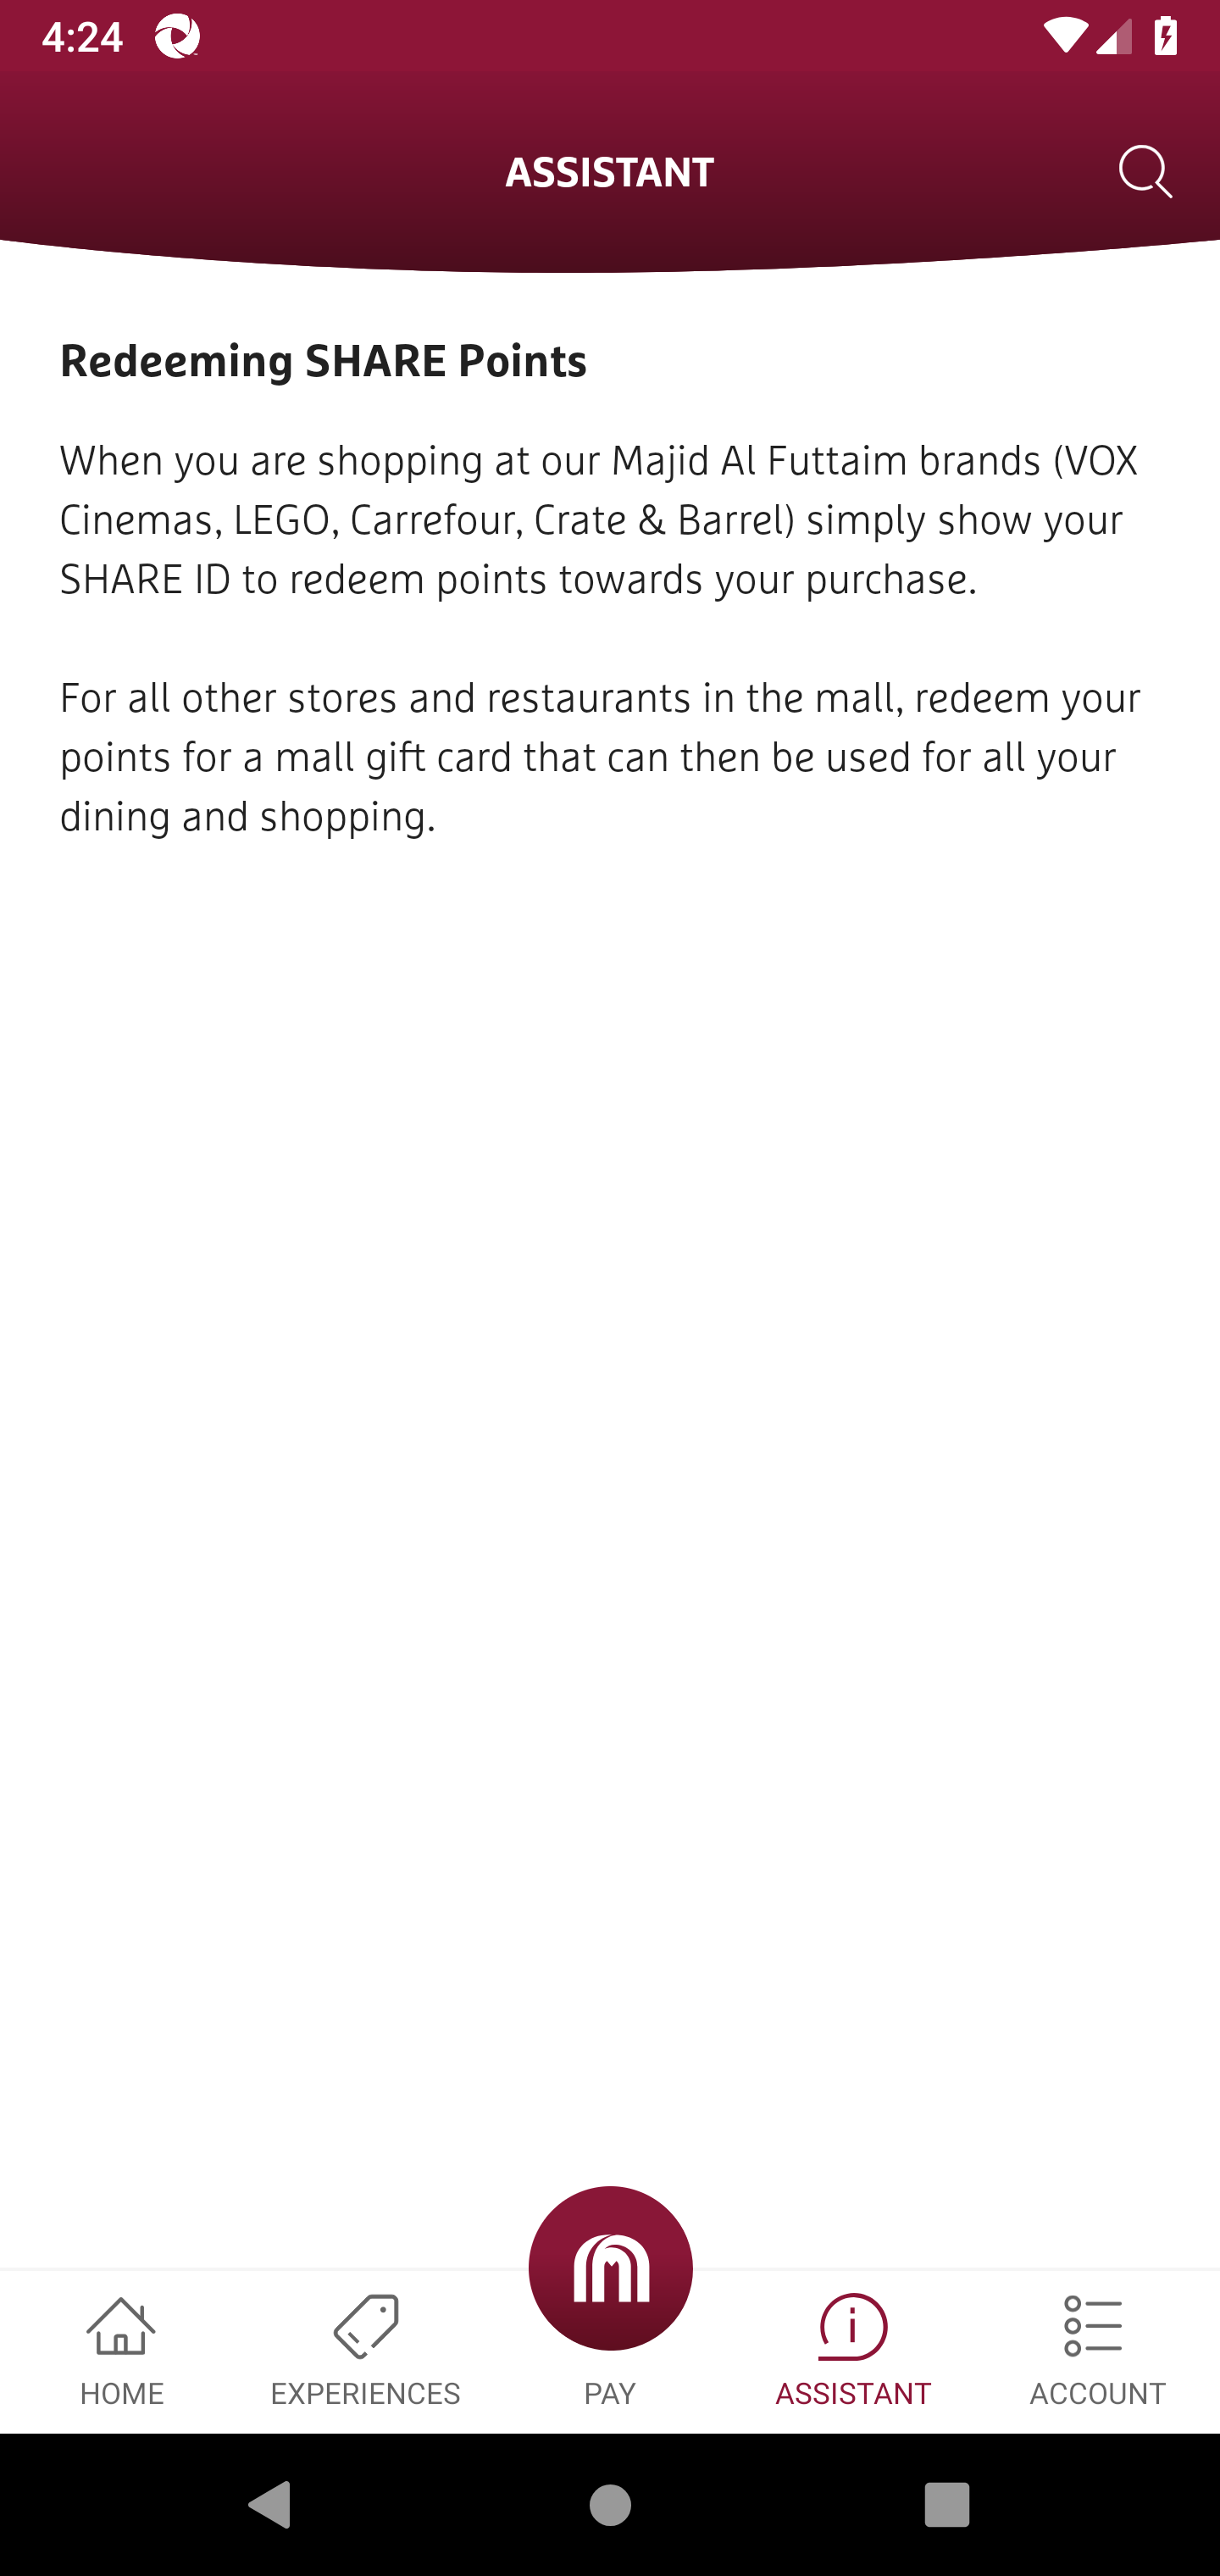 4:24
ASSISTANT
Redeeming SHARE Points
When you are shopping at our Majid Al Futtaim brands (VOX
Cinemas, LEGO, Carrefour, Crate & Barrel) simply show your
SHARE ID to redeem points towards your purchase.
For all other stores and restaurants in the mall, redeem your
points for a mall gift card that can then be used for all your
dining and shopping.
HOME
EXPERIENCES
PAY
ASSISTANT
ACCOUNT